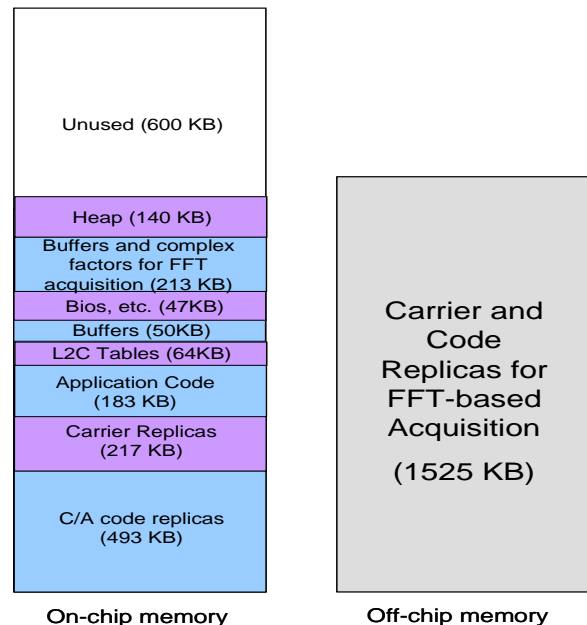 Unused (600 KB)
Heap (140 KB)
Buffers and complex
factors for FFT
acquisition (213 KB)
Bios, etc. (47KB)
Buffers (50KB)
L2C Tables (64KB)
Application Code
(183 KB)
Carrier Replicas
(217 KB)
C/A code replicas
(493 KB)
On-chip memory
Carrier and
Code
Replicas for
FFT-based
Acquisition
(1525 KB)
Off-chip memory